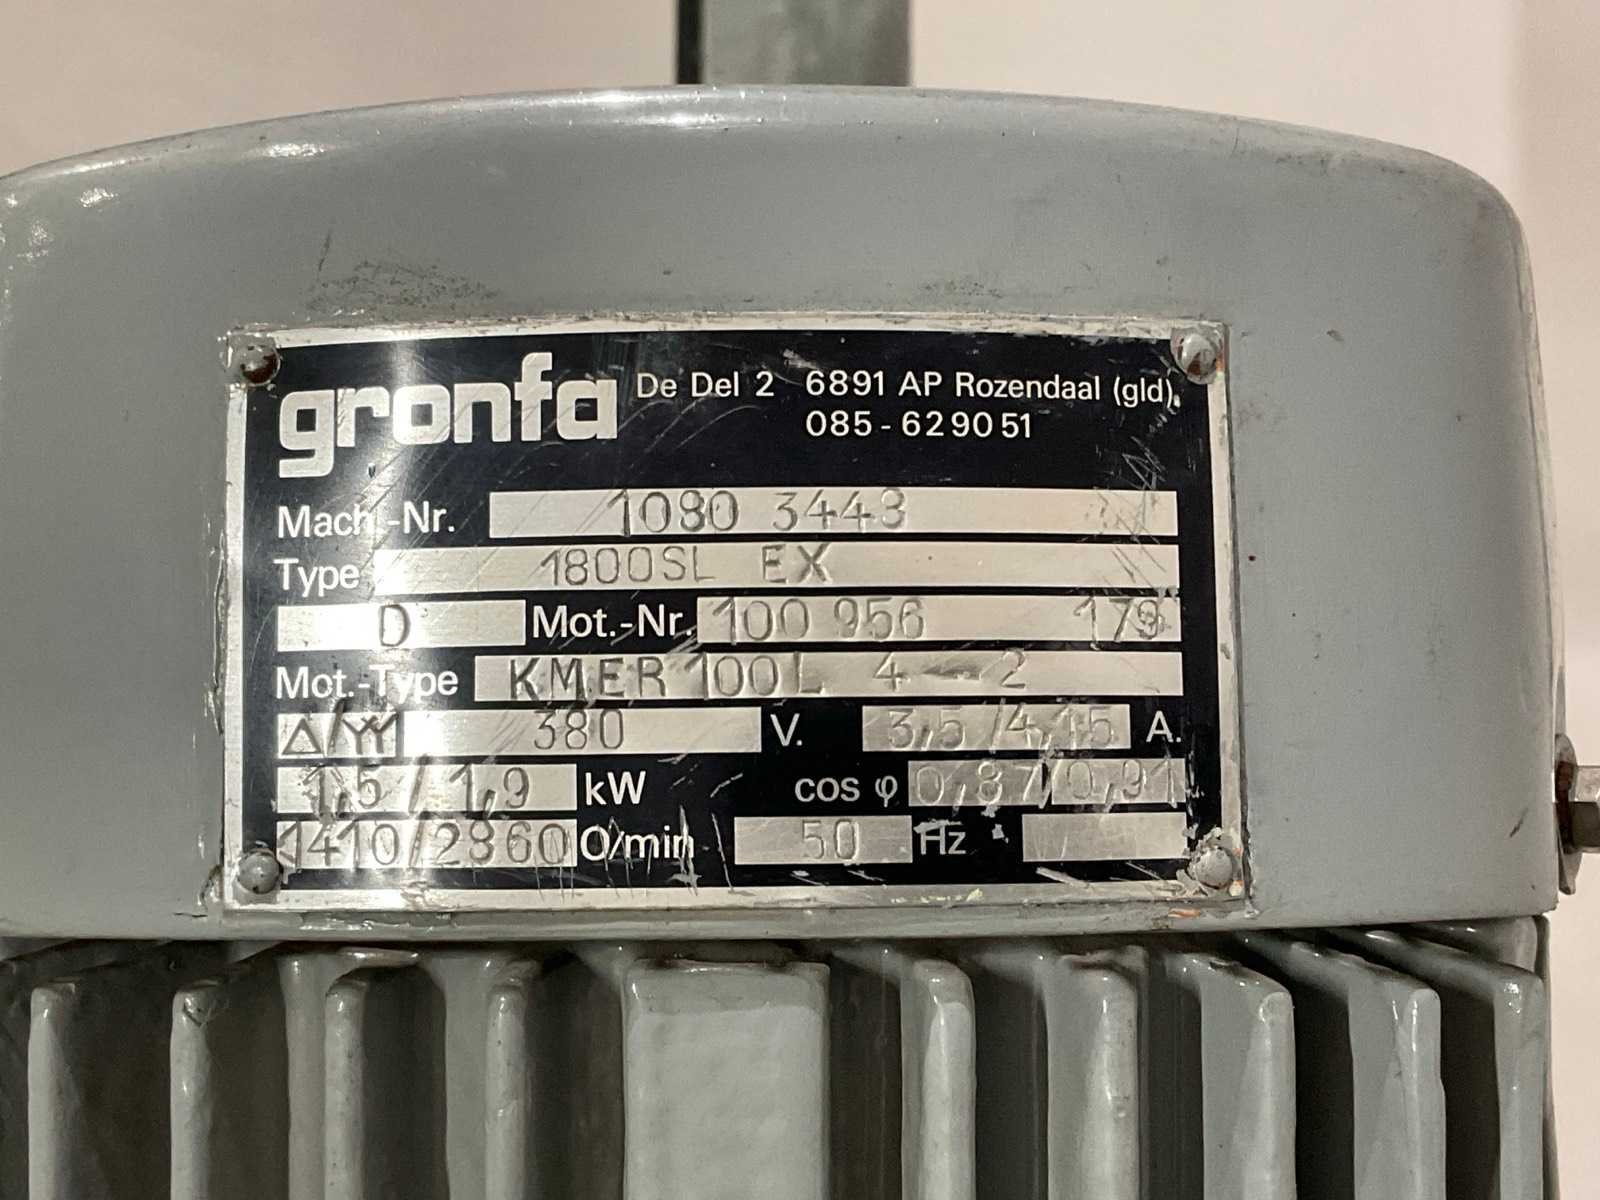 gronfa De Del 2 6891 AP Rozendaal (gld).
085-629051
Mach.-Nr. 1080 3443
Type 1800SL EX
D Mot.-Nr. 100 956 179
Mot.-Type KMER 100L 4-2
△/YY 380 V. 3,5/4,15 A.
1,5/1,9 kW cos φ 0,87/0,91
1410/2860 O/min 50 Hz